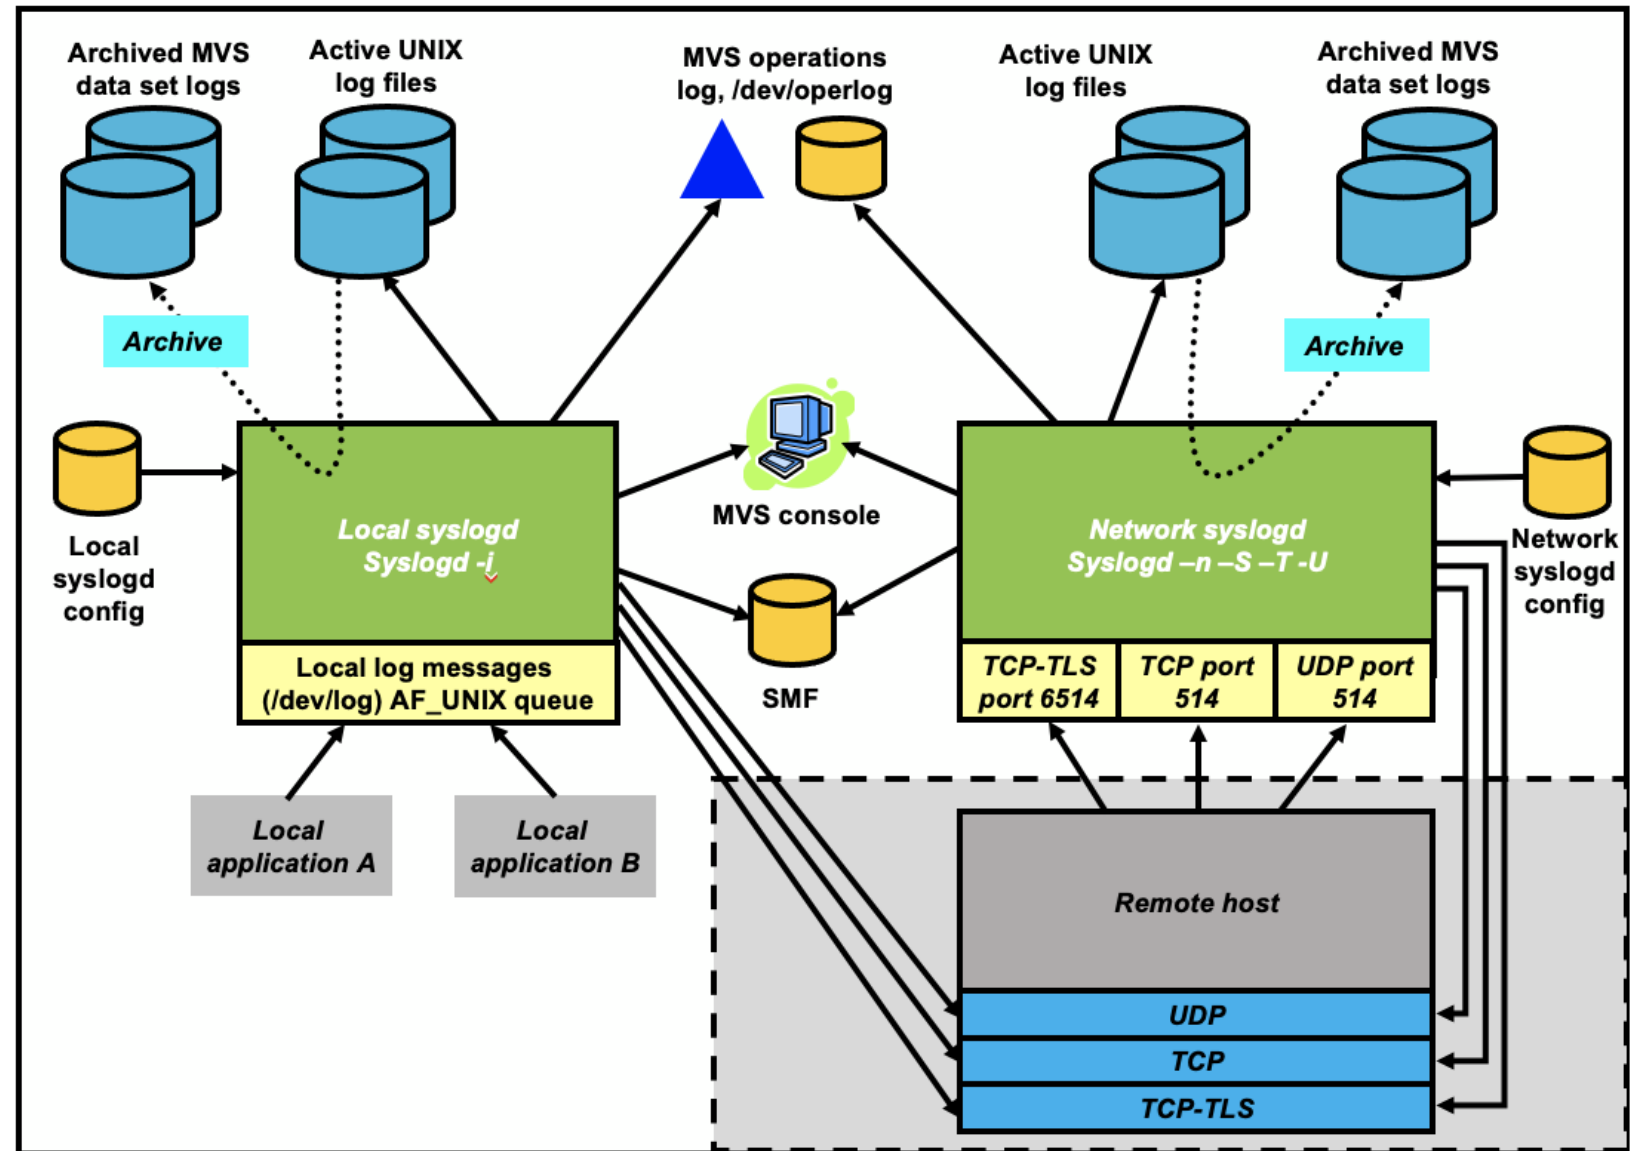 Archived MVS
data set logs
Active UNIX
log files
MVS operations
log, /dev/operlog
Active UNIX
log files
Archived MVS
data set logs
Archive
Archive
Local
syslogd
config
Local syslogd
Syslogd -i
MVS console
Network syslogd
Syslogd –n –S –T -U
Network
syslogd
config
Local log messages
(/dev/log) AF_UNIX queue
SMF
TCP-TLS
port 6514
TCP port
514
UDP port
514
Local
application A
Local
application B
Remote host
UDP
TCP
TCP-TLS